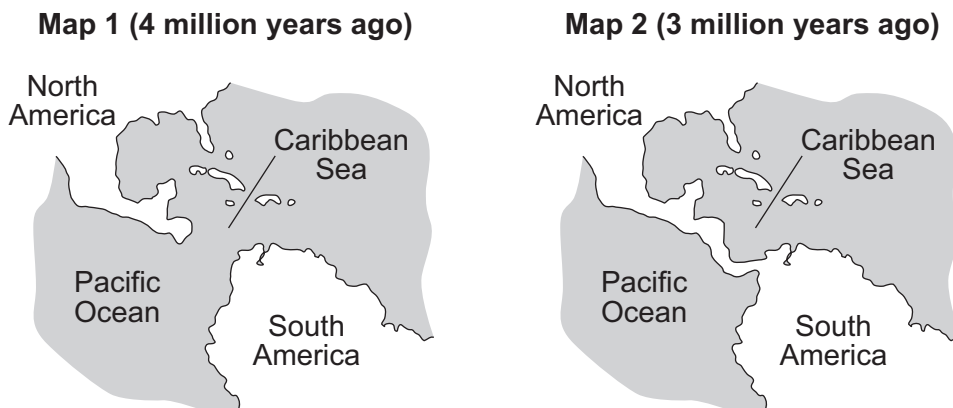 Map 1 (4 million years ago)
North
America
Caribbean
Sea
Pacific
Ocean
South
America
Map 2 (3 million years ago)
North
America
Caribbean
Sea
Pacific
Ocean
South
America